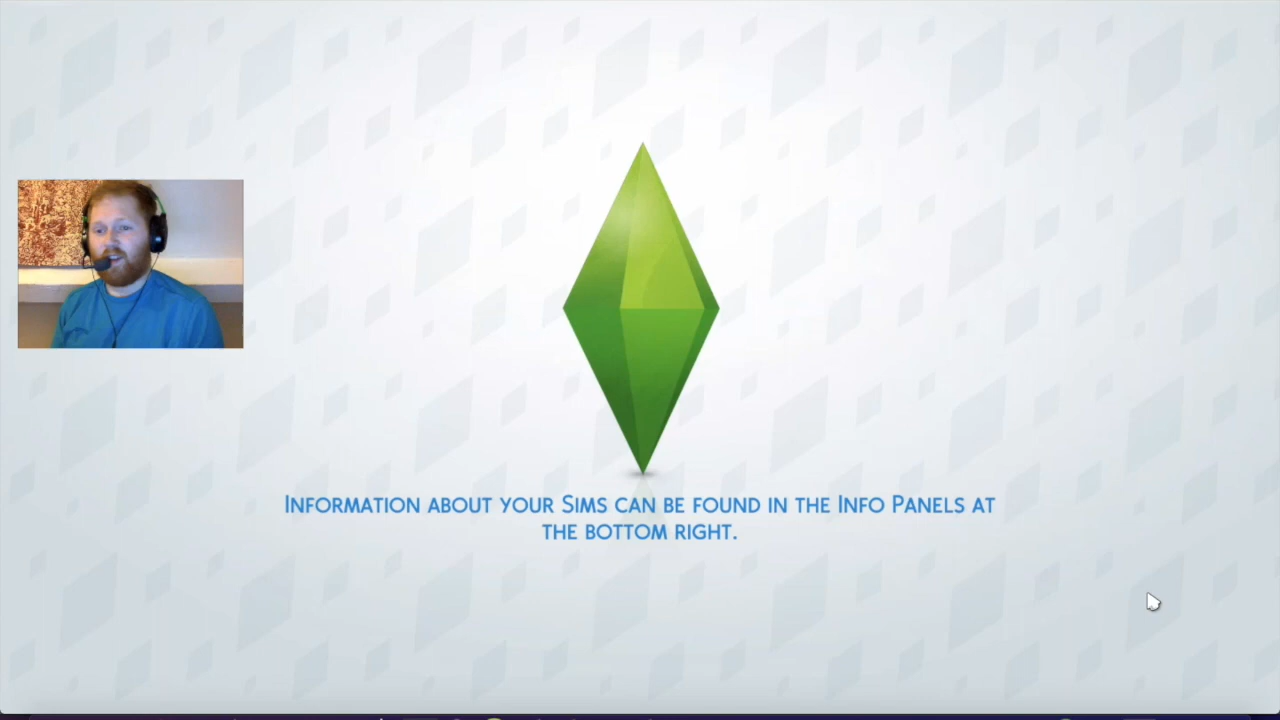 Information about your Sims can be found in the Info Panels at
the bottom right.